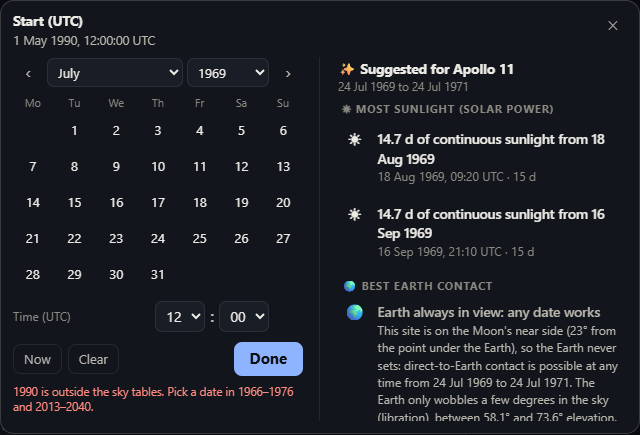 Start (UTC)
1 May 1990, 12:00:00 UTC
×
‹ July 1969 ›
Mo Tu We Th Fr Sa Su
1 2 3 4 5 6
7 8 9 10 11 12 13
14 15 16 17 18 19 20
21 22 23 24 25 26 27
28 29 30 31
Time (UTC) 12 : 00
Now Clear Done
1990 is outside the sky tables. Pick a date in 1966–1976
and 2013–2040.
✨ Suggested for Apollo 11
24 Jul 1969 to 24 Jul 1971
☀ MOST SUNLIGHT (SOLAR POWER)
14.7 d of continuous sunlight from 18
Aug 1969
18 Aug 1969, 09:20 UTC · 15 d
14.7 d of continuous sunlight from 16
Sep 1969
16 Sep 1969, 21:10 UTC · 15 d
🌍 BEST EARTH CONTACT
Earth always in view: any date works
This site is on the Moon's near side (23° from
the point under the Earth), so the Earth never
sets: direct-to-Earth contact is possible at any
time from 24 Jul 1969 to 24 Jul 1971. The
Earth only wobbles a few degrees in the sky
(libration), between 58.1° and 73.6° elevation.